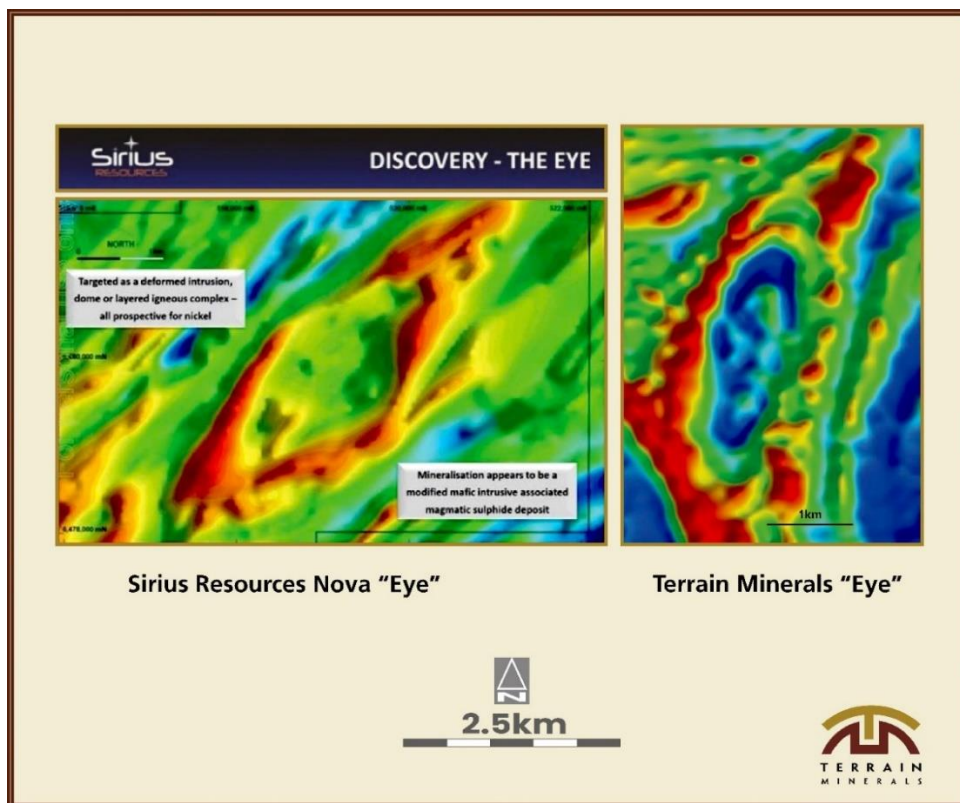 Sirius
RESOURCES
DISCOVERY - THE EYE
NORTH
Targeted as a deformed intrusion,
dome or layered igneous complex –
all prospective for nickel
Mineralisation appears to be a
modified mafic intrusive associated
magmatic sulphide deposit
1km
Sirius Resources Nova “Eye”
Terrain Minerals “Eye”
N
2.5km
TERRAIN
MINERALS